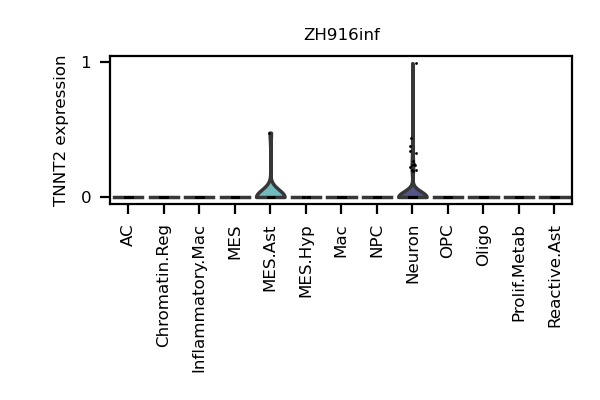 ZH916inf
TNNT2 expression
1
0
AC
Chromatin.Reg
Inflammatory.Mac
MES
MES.Ast
MES.Hyp
Mac
NPC
Neuron
OPC
Oligo
Prolif.Metab
Reactive.Ast